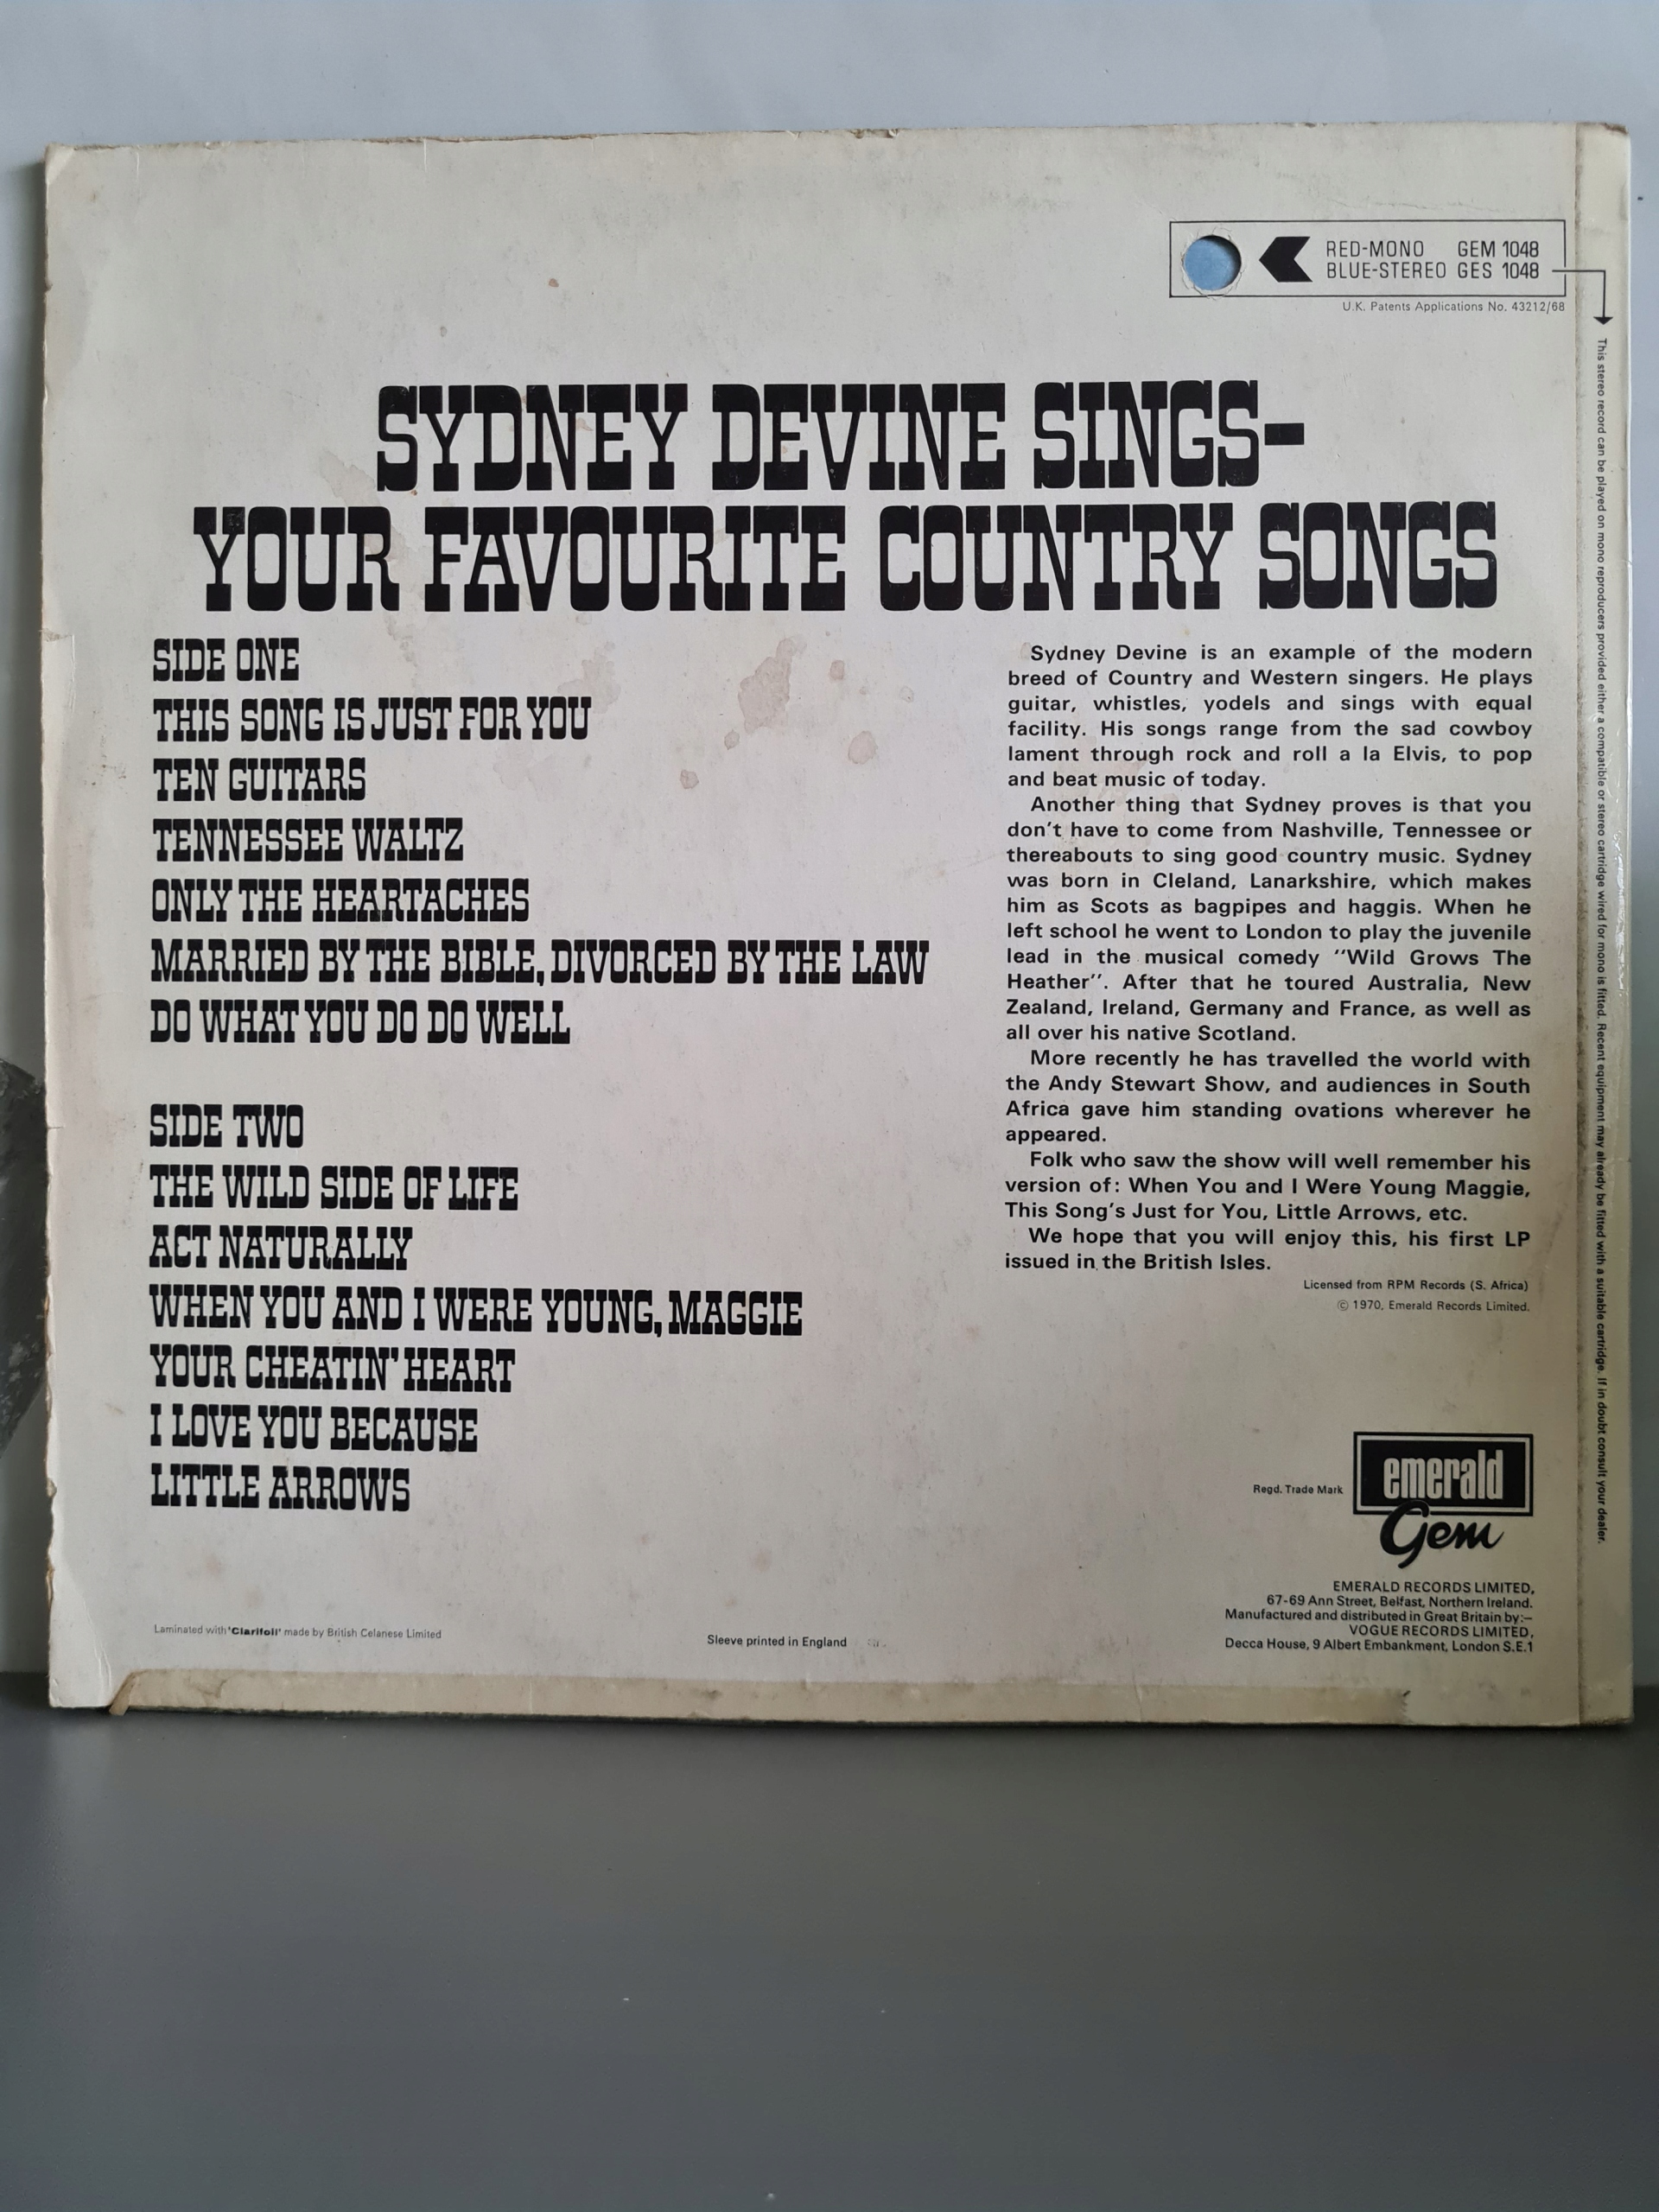 RED-MONO GEM 1048
BLUE-STEREO GES 1048
U.K. Patents Applications No. 43212/68
This stereo record can be played on mono reproducers provided either a compatible or stereo cartridge wired for mono is fitted. Recent equipment may already be fitted with a suitable cartridge. If in doubt consult your dealer.
SYDNEY DEVINE SINGS-
YOUR FAVOURITE COUNTRY SONGS
SIDE ONE
THIS SONG IS JUST FOR YOU
TEN GUITARS
TENNESSEE WALTZ
ONLY THE HEARTACHES
MARRIED BY THE BIBLE, DIVORCED BY THE LAW
DO WHAT YOU DO DO WELL
SIDE TWO
THE WILD SIDE OF LIFE
ACT NATURALLY
WHEN YOU AND I WERE YOUNG, MAGGIE
YOUR CHEATIN' HEART
I LOVE YOU BECAUSE
LITTLE ARROWS
Sydney Devine is an example of the modern
breed of Country and Western singers. He plays
guitar, whistles, yodels and sings with equal
facility. His songs range from the sad cowboy
lament through rock and roll a la Elvis, to pop
and beat music of today.
Another thing that Sydney proves is that you
don't have to come from Nashville, Tennessee or
thereabouts to sing good country music. Sydney
was born in Cleland, Lanarkshire, which makes
him as Scots as bagpipes and haggis. When he
left school he went to London to play the juvenile
lead in the musical comedy "Wild Grows The
Heather". After that he toured Australia, New
Zealand, Ireland, Germany and France, as well as
all over his native Scotland.
More recently he has travelled the world with
the Andy Stewart Show, and audiences in South
Africa gave him standing ovations wherever he
appeared.
Folk who saw the show will well remember his
version of: When You and I Were Young Maggie,
This Song's Just for You, Little Arrows, etc.
We hope that you will enjoy this, his first LP
issued in the British Isles.
Licensed from RPM Records (S. Africa)
© 1970, Emerald Records Limited.
Regd. Trade Mark
emerald
Gem
EMERALD RECORDS LIMITED,
67-69 Ann Street, Belfast, Northern Ireland.
Manufactured and distributed in Great Britain by:—
VOGUE RECORDS LIMITED,
Decca House, 9 Albert Embankment, London S.E.1
Laminated with 'Clarifoil' made by British Celanese Limited
Sleeve printed in England